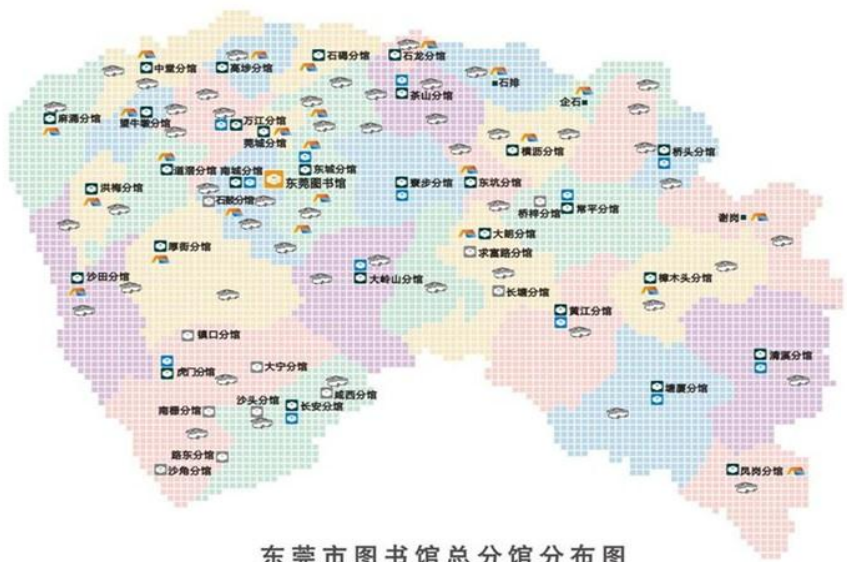 石碣分馆
石龙分馆
中堂分馆
高埗分馆
石排
茶山分馆
企石
麻涌分馆
望牛墩分馆
万江分馆
莞城分馆
横沥分馆
桥头分馆
道滘分馆
南城分馆
东城分馆
东莞图书馆
寮步分馆
东坑分馆
洪梅分馆
石鼓分馆
桥梓分馆
常平分馆
谢岗
大朗分馆
厚街分馆
求富路分馆
沙田分馆
大岭山分馆
樟木头分馆
长塘分馆
黄江分馆
镇口分馆
清溪分馆
虎门分馆
大宁分馆
塘厦分馆
咸西分馆
沙头分馆
长安分馆
南栅分馆
路东分馆
沙角分馆
凤岗分馆
东莞市图书馆总分馆分布图